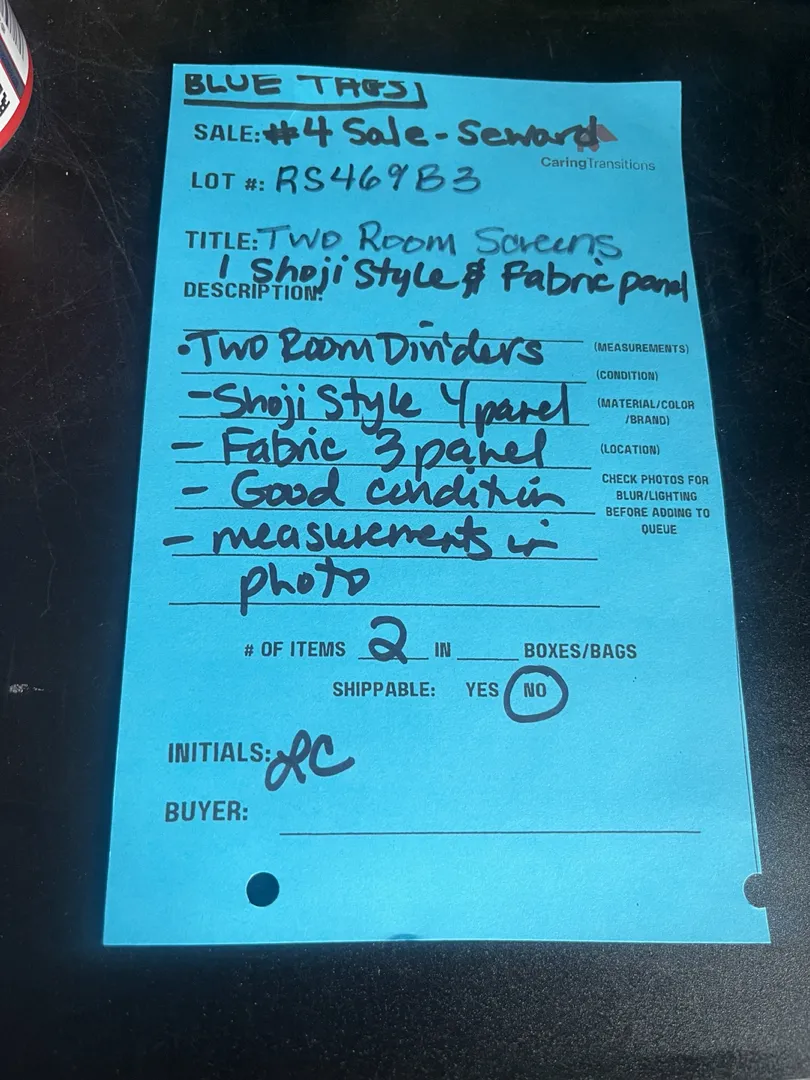 BLUE TAGS
SALE: #4 Sale - Seward
CaringTransitions
LOT #: RS469B3
TITLE: TWO ROOM Screens
1 Shoji Style & Fabric panel
DESCRIPTION:
• Two Room Dividers
(MEASUREMENTS)
(CONDITION)
- Shoji Style 4 panel
(MATERIAL/COLOR
/BRAND)
- Fabric 3 panel
(LOCATION)
- Good condition
CHECK PHOTOS FOR
BLUR/LIGHTING
BEFORE ADDING TO
QUEUE
- measurements in
photo
# OF ITEMS 2 IN ____ BOXES/BAGS
SHIPPABLE: YES NO
INITIALS: LC
BUYER: